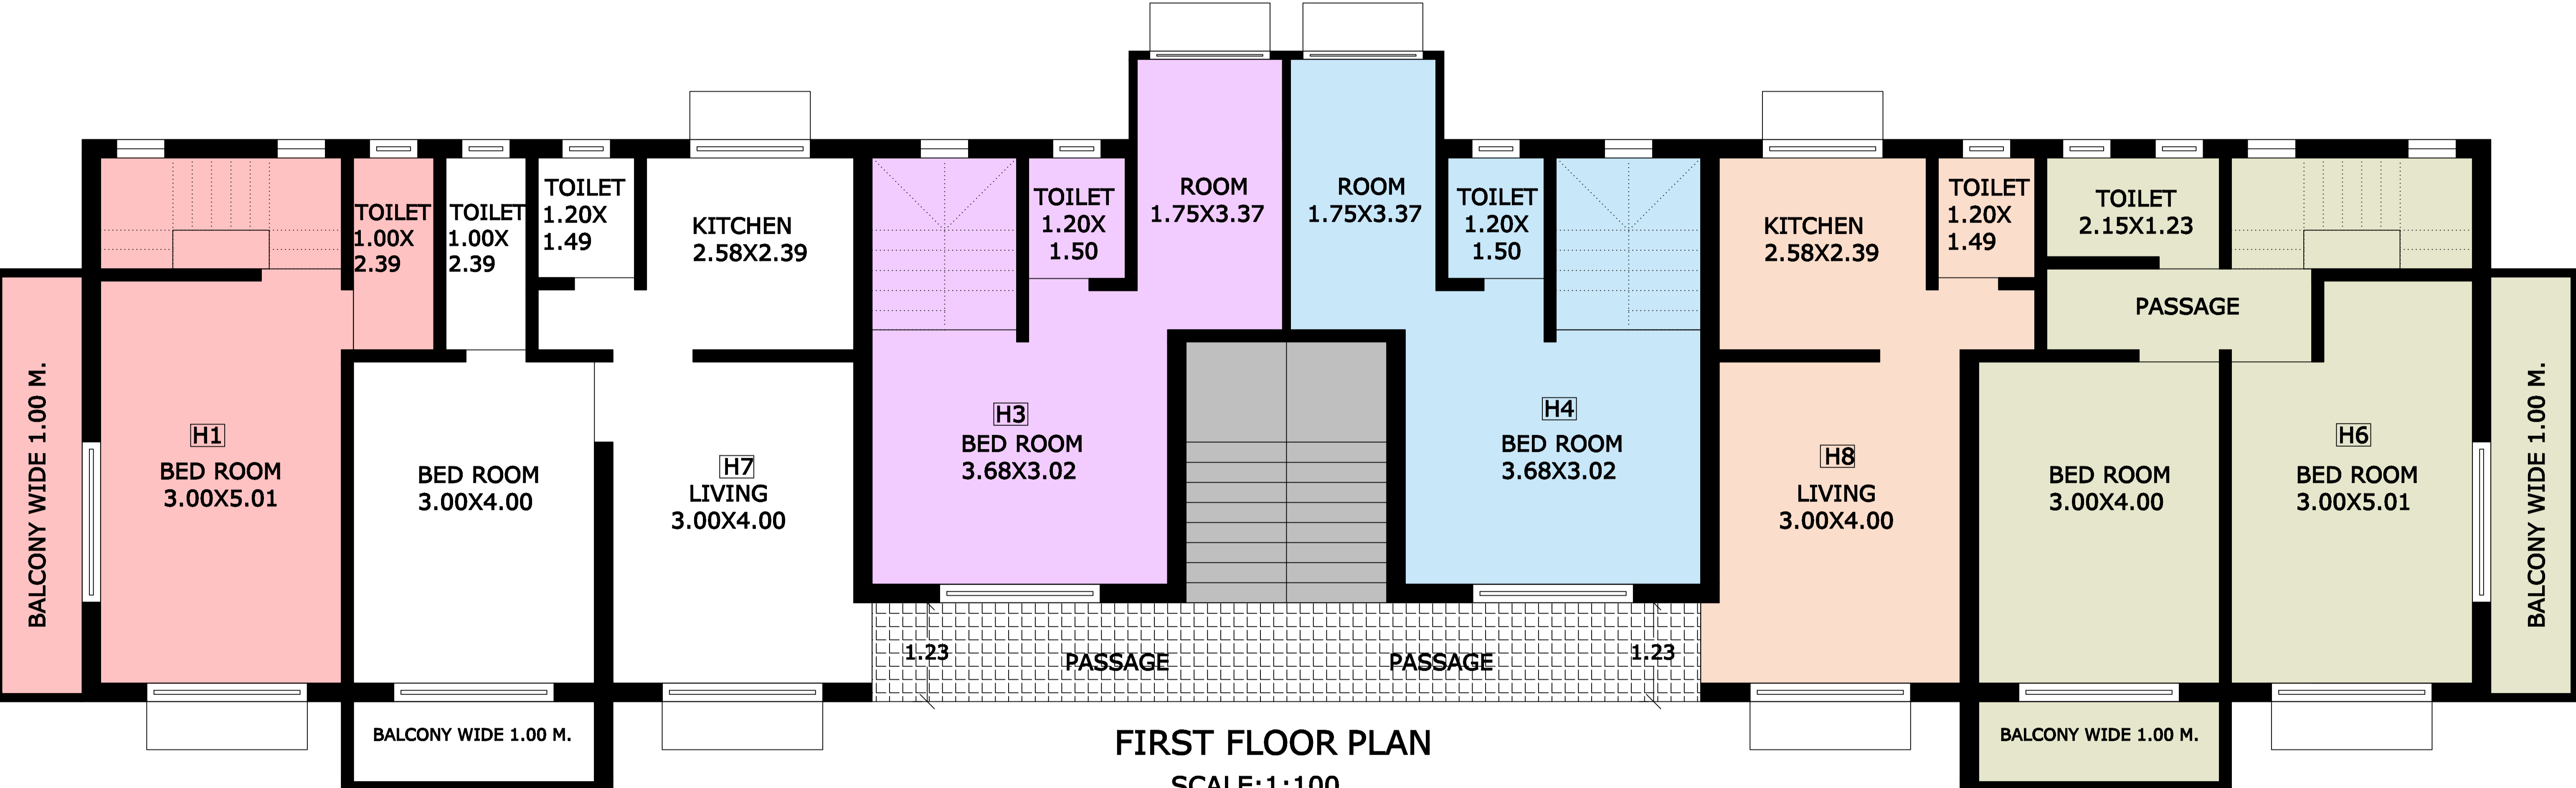 BALCONY WIDE 1.00 M.
H1
BED ROOM
3.00X5.01
TOILET
1.00X
2.39
TOILET
1.00X
2.39
TOILET
1.20X
1.49
KITCHEN
2.58X2.39
BED ROOM
3.00X4.00
BALCONY WIDE 1.00 M.
H7
LIVING
3.00X4.00
TOILET
1.20X
1.50
ROOM
1.75X3.37
H3
BED ROOM
3.68X3.02
ROOM
1.75X3.37
TOILET
1.20X
1.50
H4
BED ROOM
3.68X3.02
1.23
PASSAGE
PASSAGE
1.23
KITCHEN
2.58X2.39
TOILET
1.20X
1.49
H8
LIVING
3.00X4.00
TOILET
2.15X1.23
PASSAGE
BED ROOM
3.00X4.00
BALCONY WIDE 1.00 M.
H6
BED ROOM
3.00X5.01
BALCONY WIDE 1.00 M.
FIRST FLOOR PLAN
SCALE:1:100